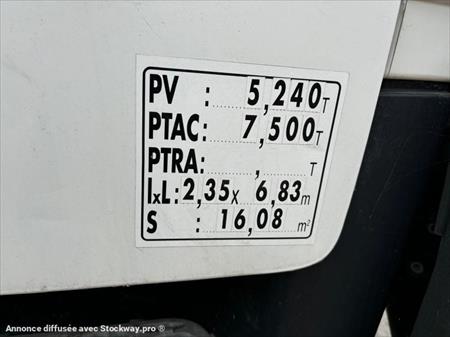 PV : 5,240T
PTAC: 7,500T
PTRA: , T
lxL: 2,35x 6,83m
S : 16,08 m²
Annonce diffusée avec Stockway.pro ®